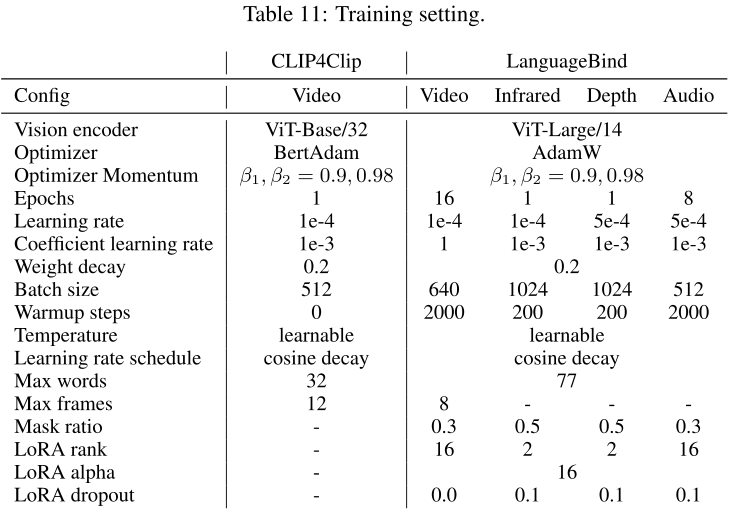 Table 11: Training setting.
CLIP4Clip LanguageBind
Config Video Video Infrared Depth Audio
Vision encoder ViT-Base/32 ViT-Large/14
Optimizer BertAdam AdamW
Optimizer Momentum β₁, β₂ = 0.9, 0.98 β₁, β₂ = 0.9, 0.98
Epochs 1 16 1 1 8
Learning rate 1e-4 1e-4 1e-4 5e-4 5e-4
Coefficient learning rate 1e-3 1 1e-3 1e-3 1e-3
Weight decay 0.2 0.2
Batch size 512 640 1024 1024 512
Warmup steps 0 2000 200 200 2000
Temperature learnable learnable
Learning rate schedule cosine decay cosine decay
Max words 32 77
Max frames 12 8 - - -
Mask ratio - 0.3 0.5 0.5 0.3
LoRA rank - 16 2 2 16
LoRA alpha - 16
LoRA dropout - 0.0 0.1 0.1 0.1